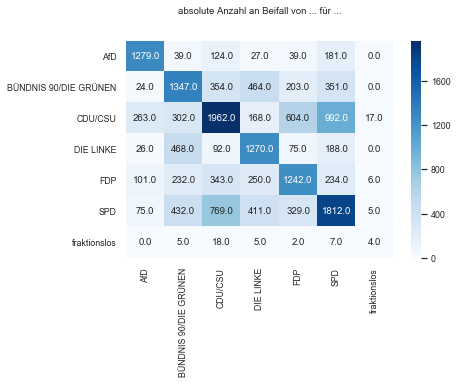 absolute Anzahl an Beifall von ... für ...
AfD 1279.0 39.0 124.0 27.0 39.0 181.0 0.0
BÜNDNIS 90/DIE GRÜNEN 24.0 1347.0 354.0 464.0 203.0 351.0 0.0
CDU/CSU 263.0 302.0 1962.0 168.0 604.0 992.0 17.0
DIE LINKE 26.0 468.0 92.0 1270.0 75.0 188.0 0.0
FDP 101.0 232.0 343.0 250.0 1242.0 234.0 6.0
SPD 75.0 432.0 769.0 411.0 329.0 1812.0 5.0
fraktionslos 0.0 5.0 18.0 5.0 2.0 7.0 4.0
AfD
BÜNDNIS 90/DIE GRÜNEN
CDU/CSU
DIE LINKE
FDP
SPD
fraktionslos
1600
1200
800
400
0